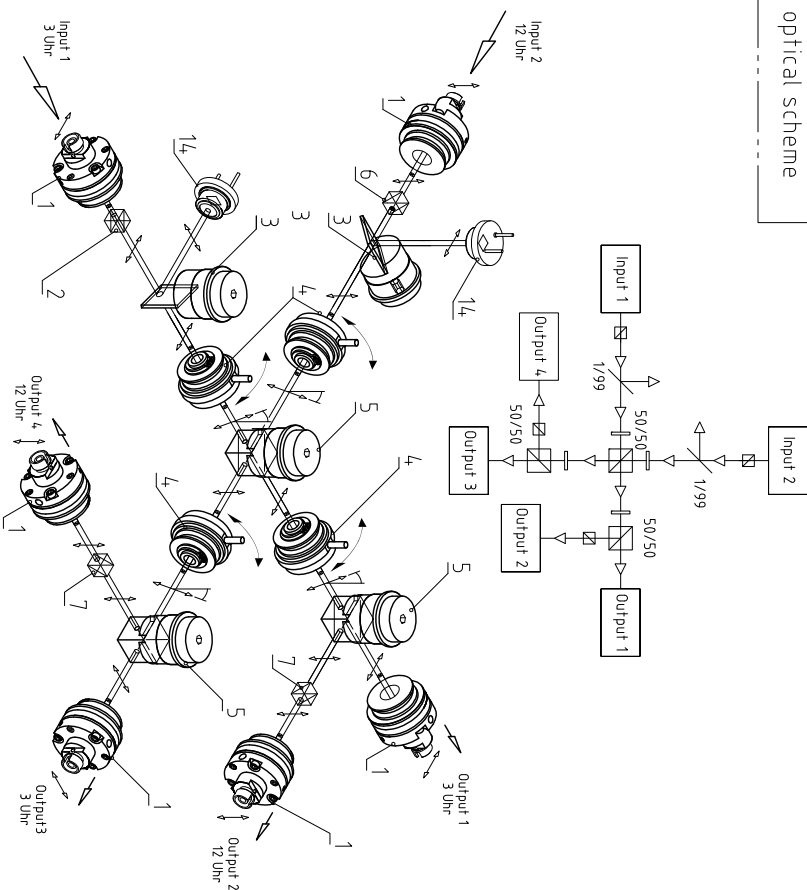 optical scheme
Input 1
Input 2
1/99
1/99
50/50
50/50
50/50
Output 4
Output 3
Output 2
Output 1
Input 2
12 Uhr
Input 1
3 Uhr
1
6
3
14
14
3
3
1
2
4
4
4
5
5
5
7
7
1
1
1
1
Output 4
12 Uhr
Output3
3 Uhr
Output 2
12 Uhr
Output 1
3 Uhr